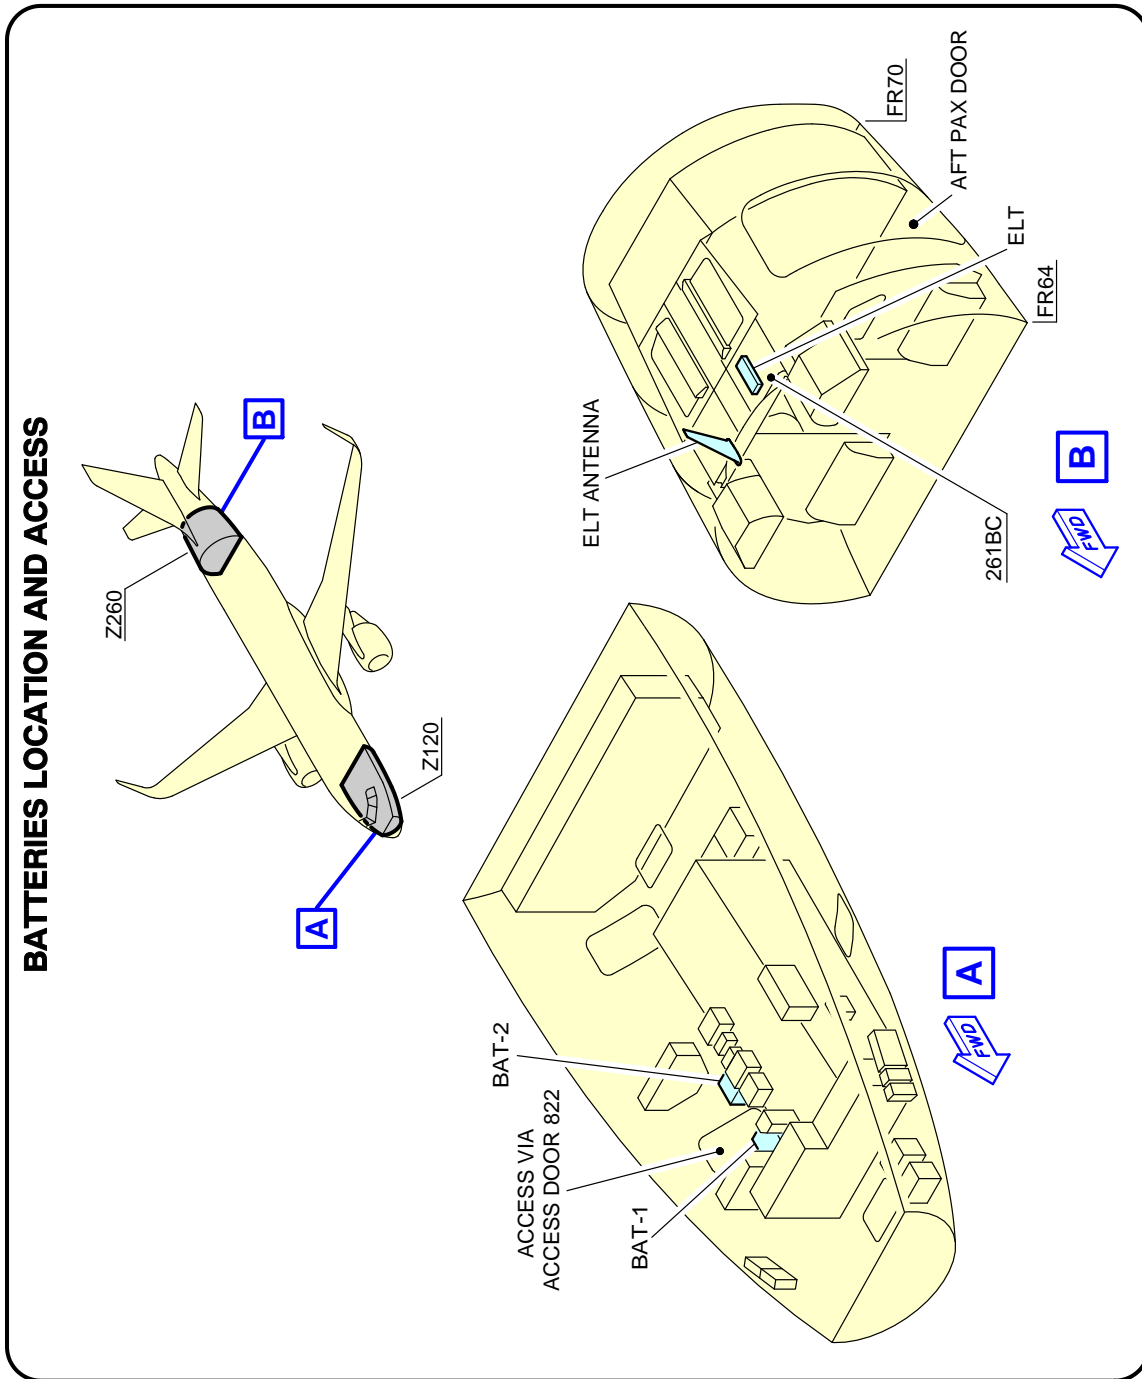 BATTERIES LOCATION AND ACCESS
Z260
B
Z120
A
ACCESS VIA
ACCESS DOOR 822
BAT-1
BAT-2
FWD
A
ELT ANTENNA
261BC
FR70
AFT PAX DOOR
ELT
FR64
FWD
B